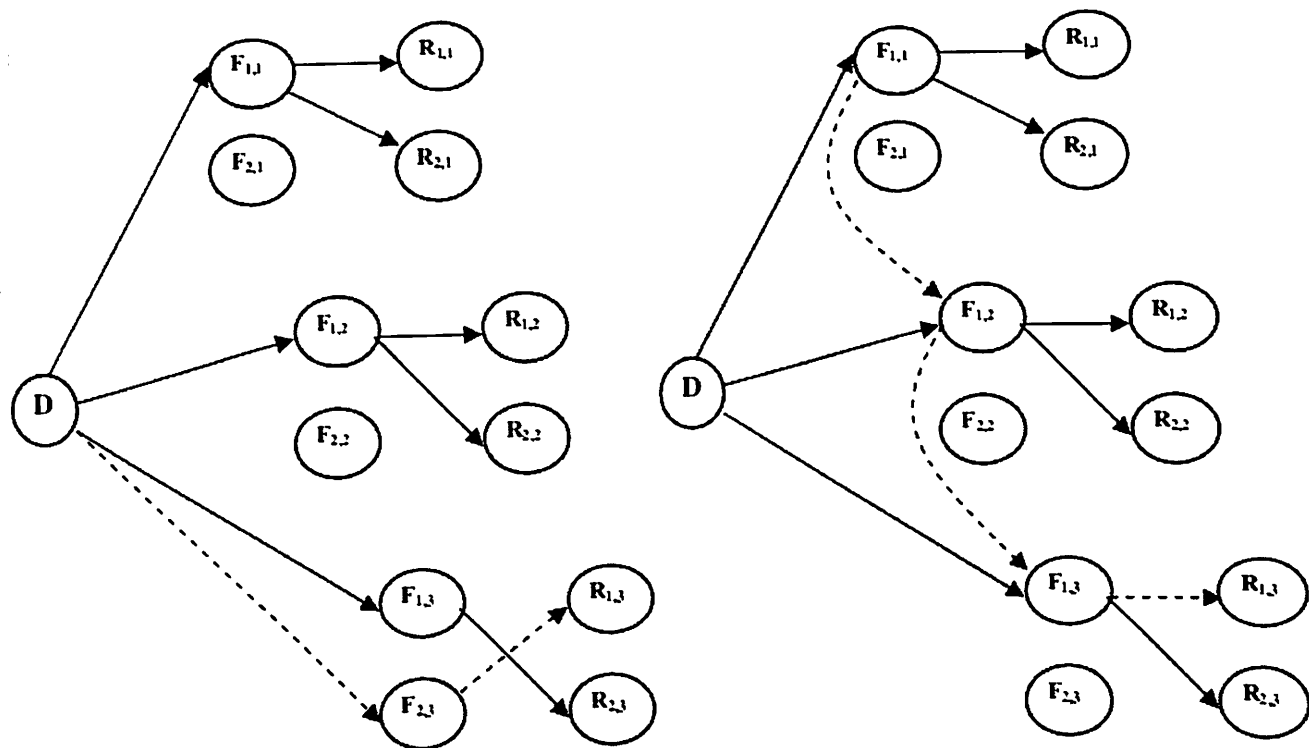 F1,1
R1,1
F2,1
R2,1
F1,2
R1,2
D
F2,2
R2,2
F1,3
R1,3
F2,3
R2,3
F1,1
R1,1
F2,1
R2,1
F1,2
R1,2
D
F2,2
R2,2
F1,3
R1,3
F2,3
R2,3